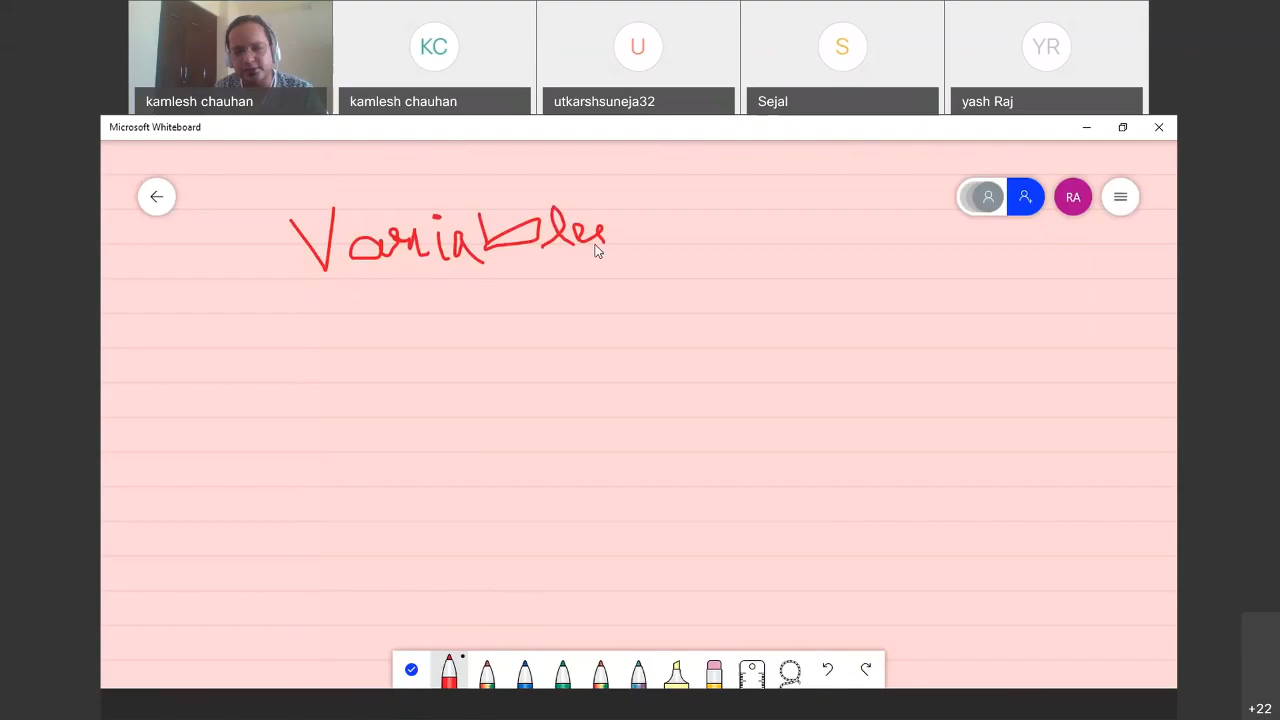 KC
U
S
YR
kamlesh chauhan
kamlesh chauhan
utkarshsuneja32
Sejal
yash Raj
Microsoft Whiteboard
RA
Variables
+22